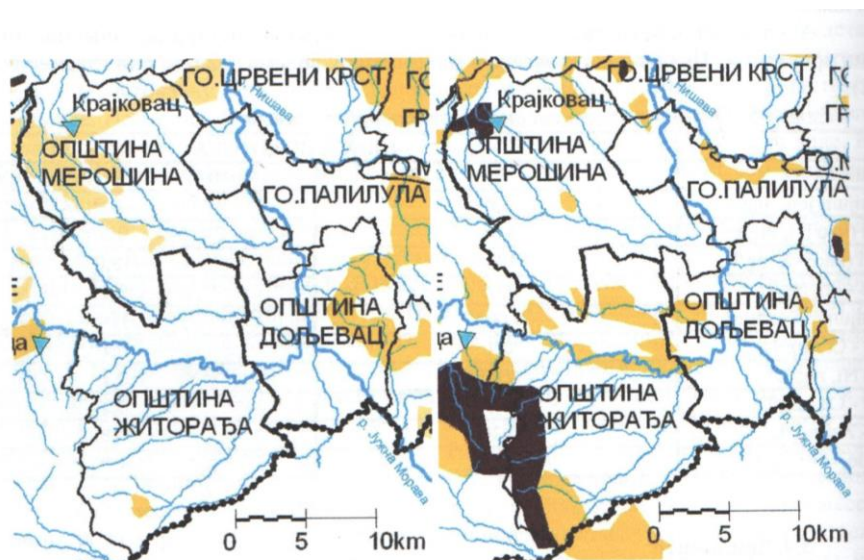 ГО.ЦРВЕНИ КРСТ
Крајковац
Нишава
ОПШТИНА
МЕРОШИНА
ГО.ПАЛИЛУЛА
ОПШТИНА
ДОЉЕВАЦ
ОПШТИНА
ЖИТОРАЂА
р. Јужна Морава
0 5 10km
ГО.ЦРВЕНИ КРСТ
Крајковац
Нишава
ОПШТИНА
МЕРОШИНА
ГО.ПАЛИЛУЛА
ОПШТИНА
ДОЉЕВАЦ
ОПШТИНА
ЖИТОРАЂА
р. Јужна Морава
0 5 10km